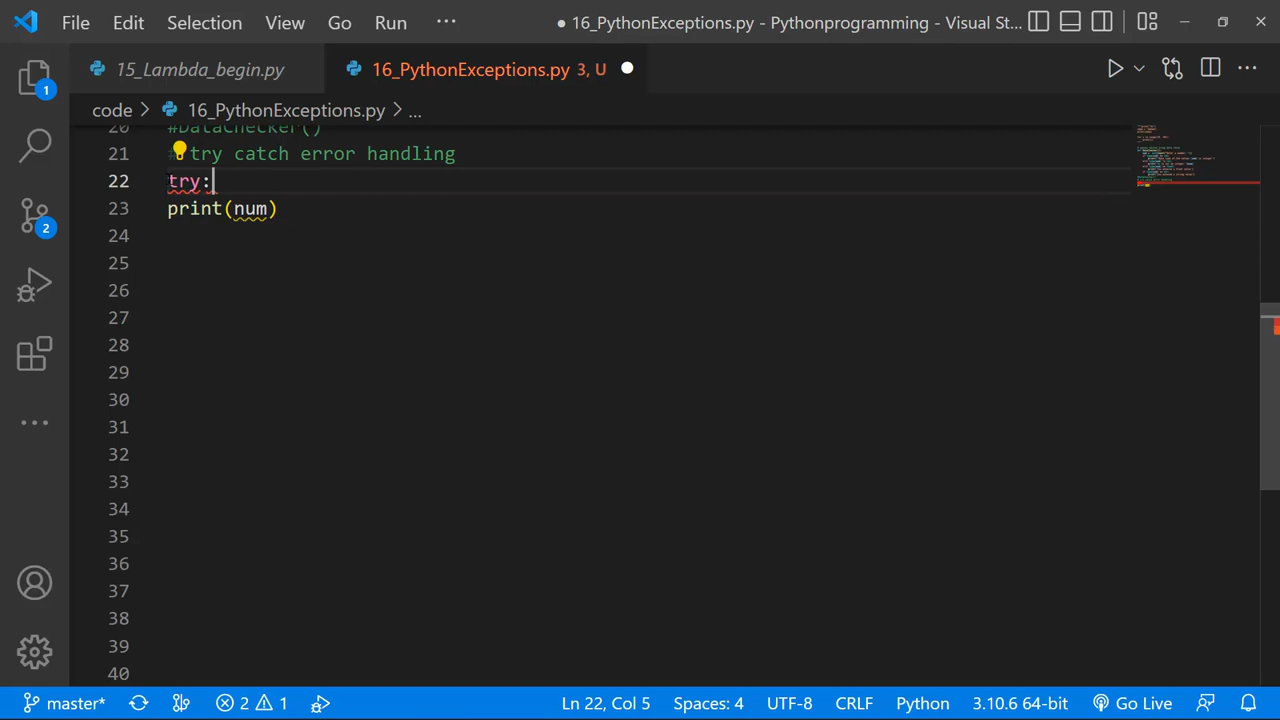 File Edit Selection View Go Run ··· ● 16_PythonExceptions.py - Pythonprogramming - Visual St...
15_Lambda_begin.py 16_PythonExceptions.py 3, U
code > 16_PythonExceptions.py > ...
20 #DataChecker()
21 # try catch error handling
22 try:
23 print(num)
24
25
26
27
28
29
30
31
32
33
34
35
36
37
38
39
40
1
2
master* 2 1 Ln 22, Col 5 Spaces: 4 UTF-8 CRLF Python 3.10.6 64-bit Go Live